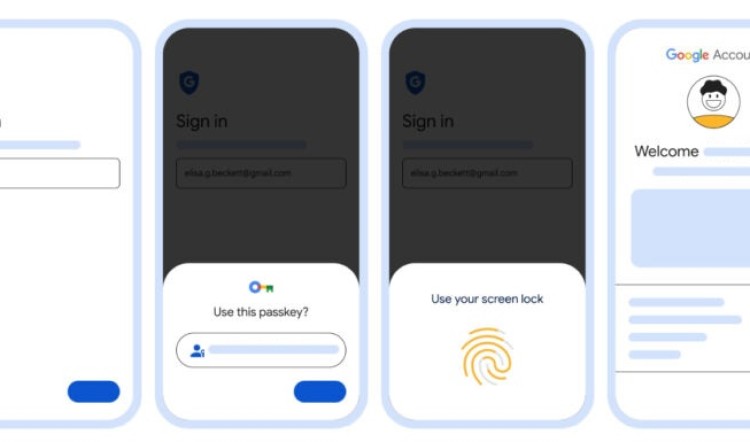 Sign in
elisa.g.beckett@gmail.com
Use this passkey?
Sign in
elisa.g.beckett@gmail.com
Use your screen lock
Google Accou
Welcome